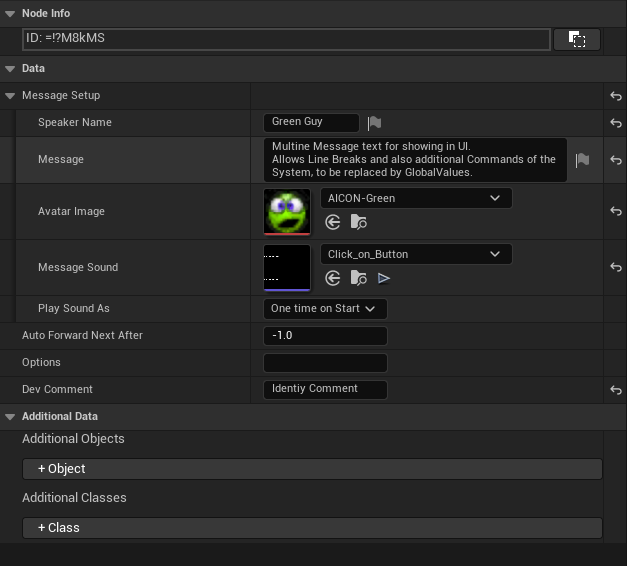 Node Info
ID: =!?M8kMS
Data
Message Setup
Speaker Name
Green Guy
Message
Multine Message text for showing in UI.
Allows Line Breaks and also additional Commands of the
System, to be replaced by GlobalValues.
Avatar Image
AICON-Green
Message Sound
Click_on_Button
Play Sound As
One time on Start
Auto Forward Next After
-1.0
Options
Dev Comment
Identiy Comment
Additional Data
Additional Objects
+ Object
Additional Classes
+ Class